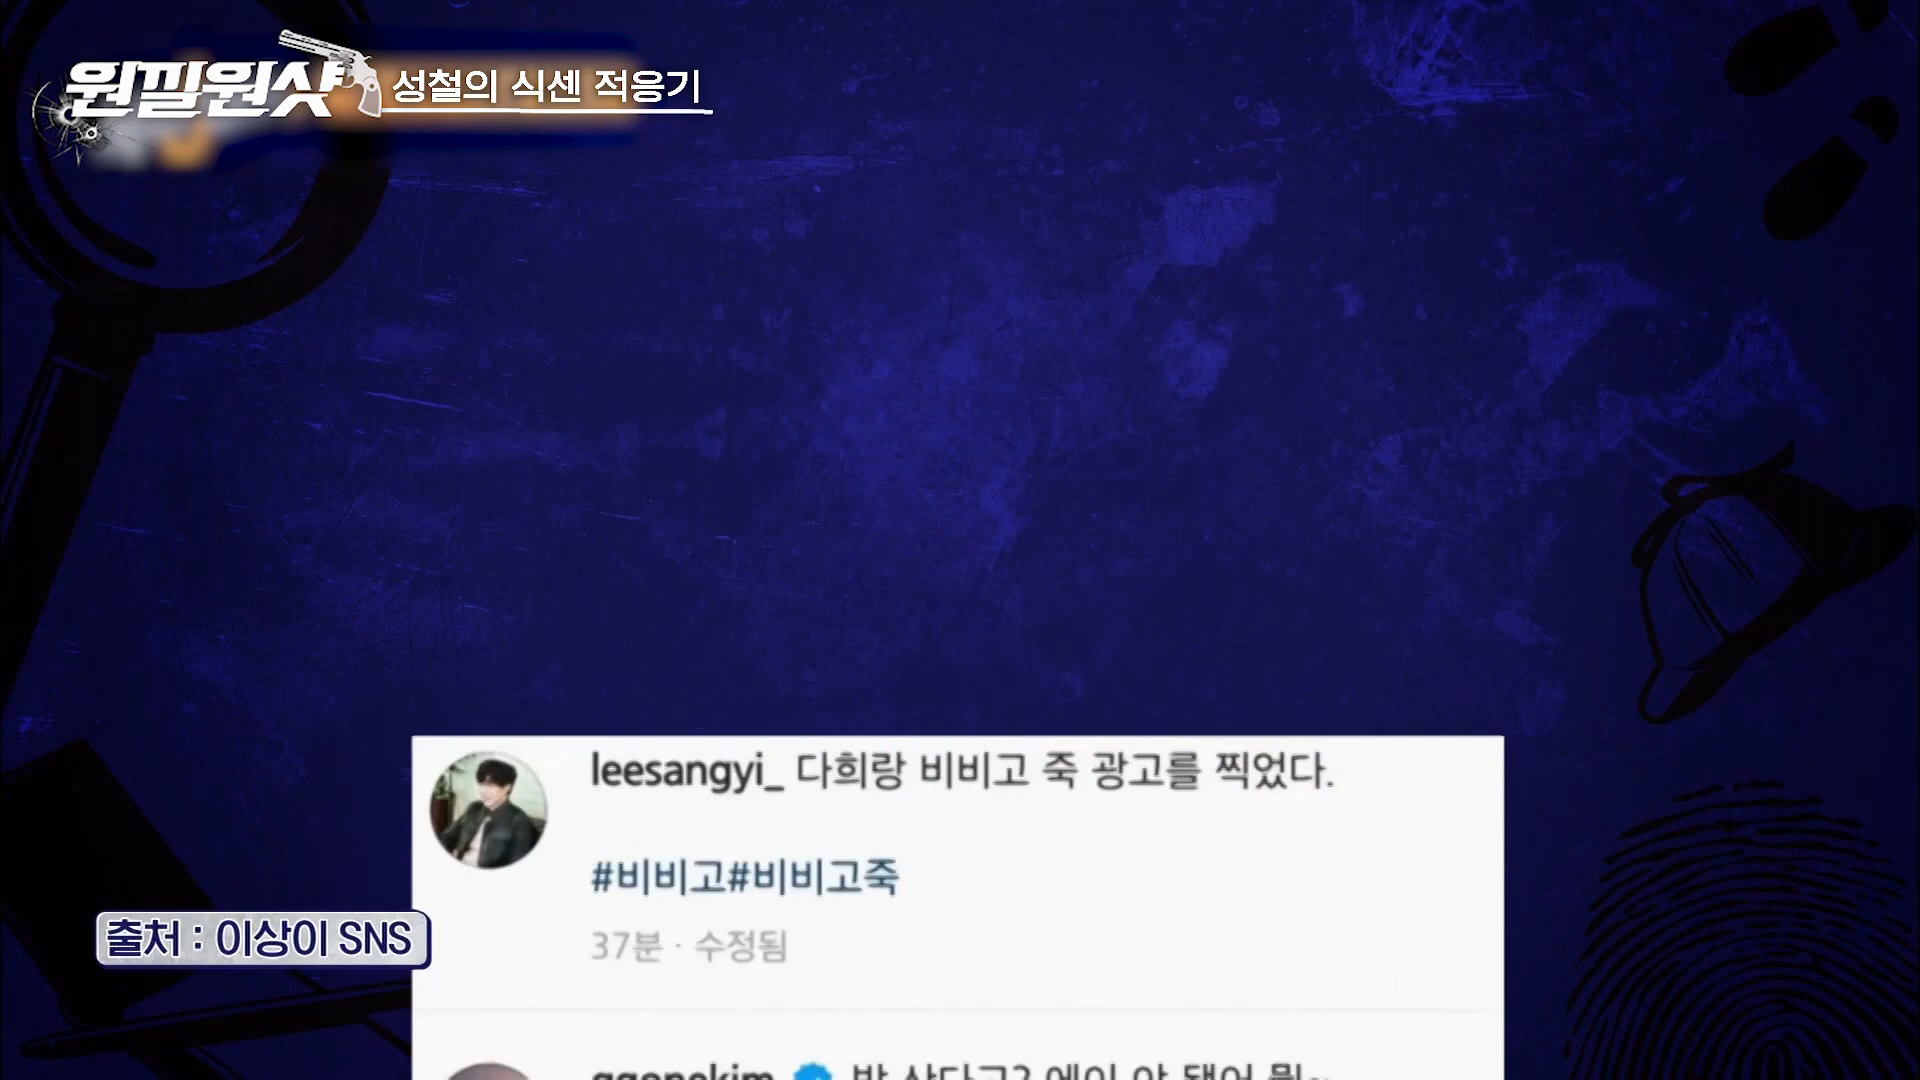 원필원샷 성철의 식센 적응기
leesangyi_ 다희랑 비비고 죽 광고를 찍었다.
#비비고#비비고죽
37분 · 수정됨
출처 : 이상이 SNS